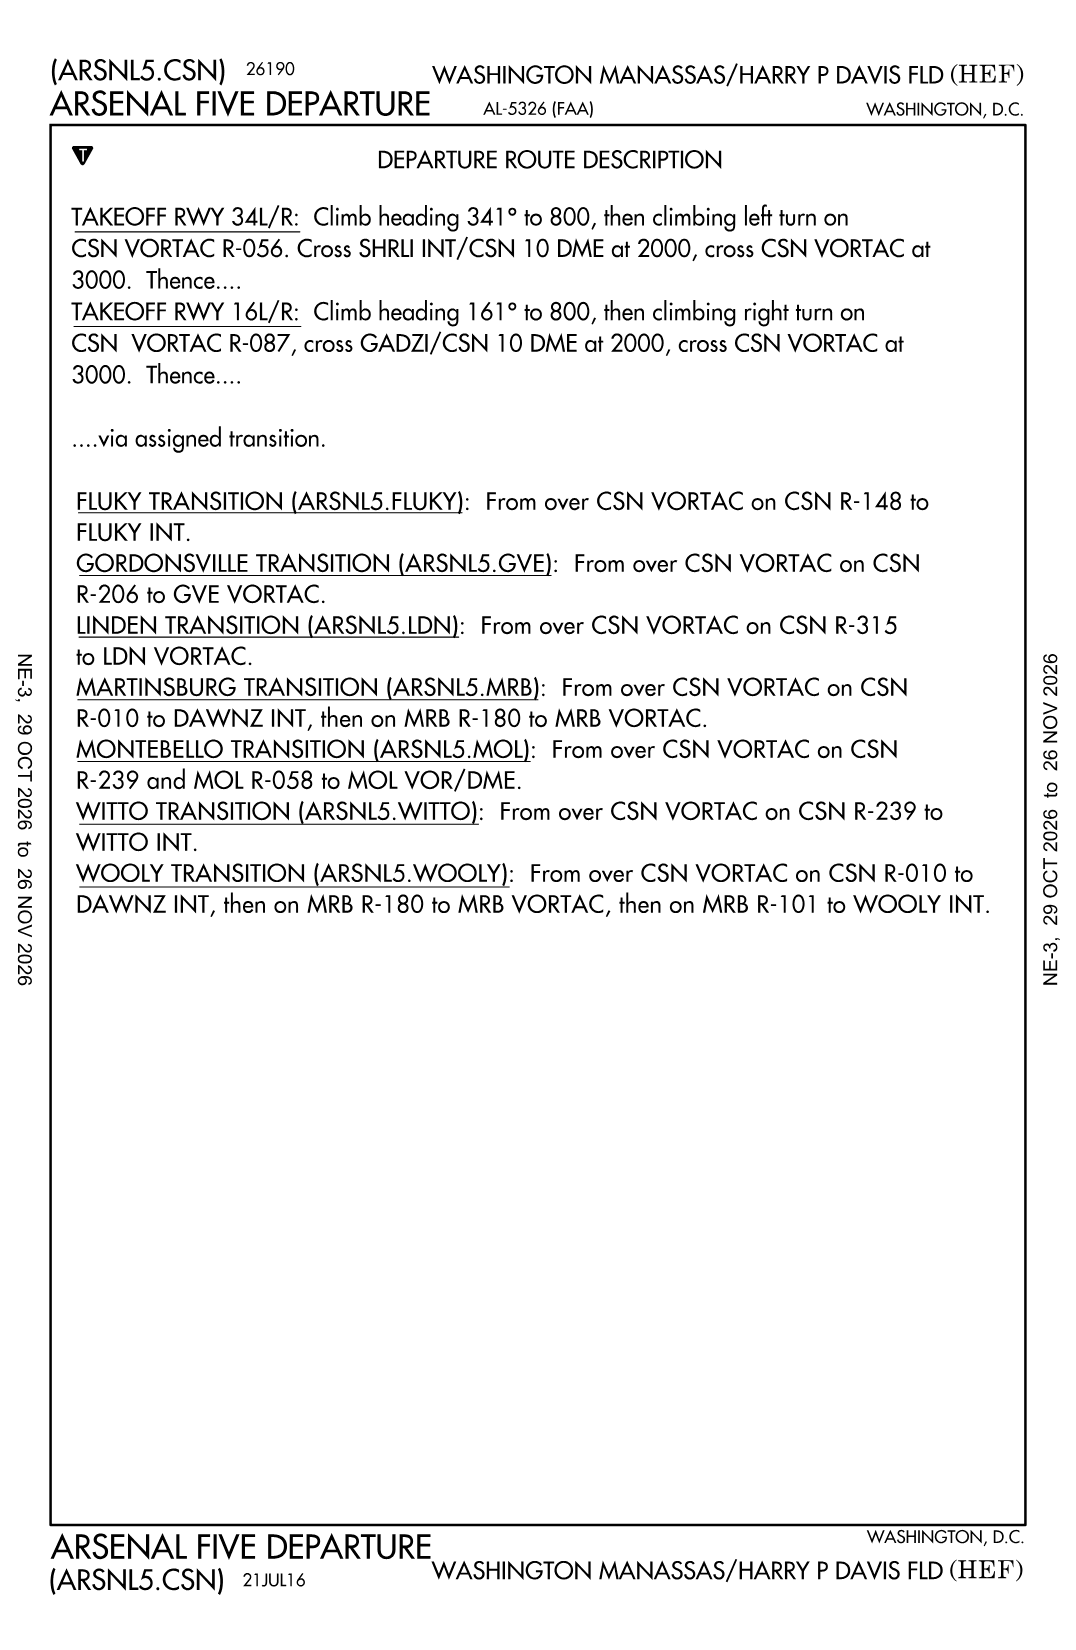 (ARSNL5.CSN) 26190 WASHINGTON MANASSAS/HARRY P DAVIS FLD (HEF)
ARSENAL FIVE DEPARTURE AL-5326 (FAA) WASHINGTON, D.C.
T DEPARTURE ROUTE DESCRIPTION
TAKEOFF RWY 34L/R: Climb heading 341° to 800, then climbing left turn on
CSN VORTAC R-056. Cross SHRLI INT/CSN 10 DME at 2000, cross CSN VORTAC at
3000. Thence....
TAKEOFF RWY 16L/R: Climb heading 161° to 800, then climbing right turn on
CSN VORTAC R-087, cross GADZI/CSN 10 DME at 2000, cross CSN VORTAC at
3000. Thence....
....via assigned transition.
FLUKY TRANSITION (ARSNL5.FLUKY): From over CSN VORTAC on CSN R-148 to
FLUKY INT.
GORDONSVILLE TRANSITION (ARSNL5.GVE): From over CSN VORTAC on CSN
R-206 to GVE VORTAC.
LINDEN TRANSITION (ARSNL5.LDN): From over CSN VORTAC on CSN R-315
to LDN VORTAC.
MARTINSBURG TRANSITION (ARSNL5.MRB): From over CSN VORTAC on CSN
R-010 to DAWNZ INT, then on MRB R-180 to MRB VORTAC.
MONTEBELLO TRANSITION (ARSNL5.MOL): From over CSN VORTAC on CSN
R-239 and MOL R-058 to MOL VOR/DME.
WITTO TRANSITION (ARSNL5.WITTO): From over CSN VORTAC on CSN R-239 to
WITTO INT.
WOOLY TRANSITION (ARSNL5.WOOLY): From over CSN VORTAC on CSN R-010 to
DAWNZ INT, then on MRB R-180 to MRB VORTAC, then on MRB R-101 to WOOLY INT.
NE-3, 29 OCT 2026 to 26 NOV 2026
NE-3, 29 OCT 2026 to 26 NOV 2026
ARSENAL FIVE DEPARTURE WASHINGTON, D.C.
(ARSNL5.CSN) 21JUL16 WASHINGTON MANASSAS/HARRY P DAVIS FLD (HEF)